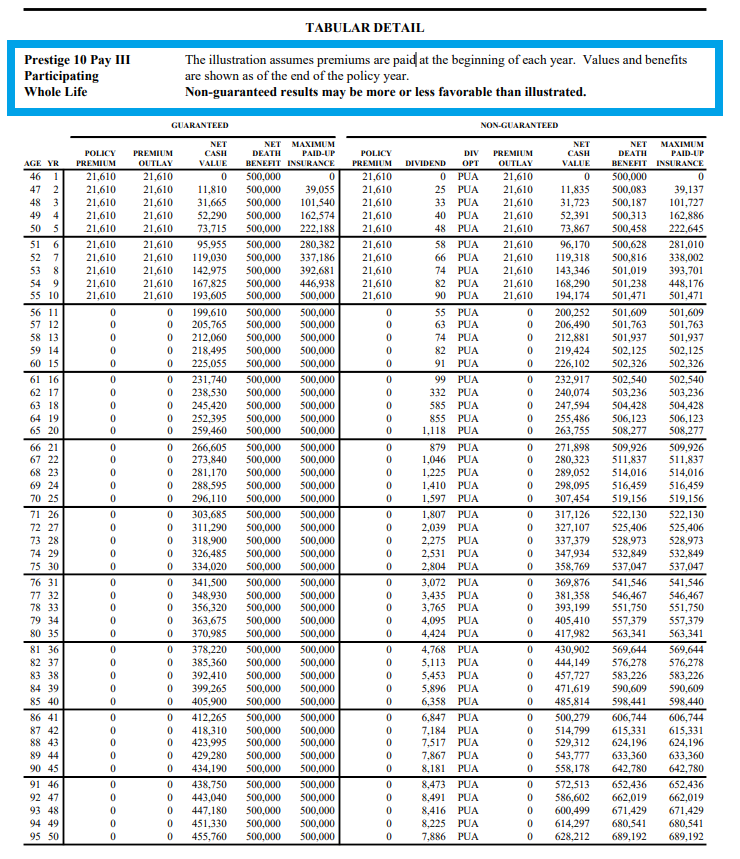 TABULAR DETAIL
Prestige 10 Pay III The illustration assumes premiums are paid at the beginning of each year. Values and benefits
Participating are shown as of the end of the policy year.
Whole Life Non-guaranteed results may be more or less favorable than illustrated.
GUARANTEED NON-GUARANTEED
NET NET MAXIMUM NET NET MAXIMUM
POLICY PREMIUM CASH DEATH PAID-UP POLICY DIV PREMIUM CASH DEATH PAID-UP
AGE YR PREMIUM OUTLAY VALUE BENEFIT INSURANCE PREMIUM DIVIDEND OPT OUTLAY VALUE BENEFIT INSURANCE
46 1 21,610 21,610 0 500,000 0 21,610 0 PUA 21,610 0 500,000 0
47 2 21,610 21,610 11,810 500,000 39,055 21,610 25 PUA 21,610 11,835 500,083 39,137
48 3 21,610 21,610 31,665 500,000 101,540 21,610 33 PUA 21,610 31,723 500,187 101,727
49 4 21,610 21,610 52,290 500,000 162,574 21,610 40 PUA 21,610 52,391 500,313 162,886
50 5 21,610 21,610 73,715 500,000 222,188 21,610 48 PUA 21,610 73,867 500,458 222,645
51 6 21,610 21,610 95,955 500,000 280,382 21,610 58 PUA 21,610 96,170 500,628 281,010
52 7 21,610 21,610 119,030 500,000 337,186 21,610 66 PUA 21,610 119,318 500,816 338,002
53 8 21,610 21,610 142,975 500,000 392,681 21,610 74 PUA 21,610 143,346 501,019 393,701
54 9 21,610 21,610 167,825 500,000 446,938 21,610 82 PUA 21,610 168,290 501,238 448,176
55 10 21,610 21,610 193,605 500,000 500,000 21,610 90 PUA 21,610 194,174 501,471 501,471
56 11 0 0 199,610 500,000 500,000 0 55 PUA 0 200,252 501,609 501,609
57 12 0 0 205,765 500,000 500,000 0 63 PUA 0 206,490 501,763 501,763
58 13 0 0 212,060 500,000 500,000 0 74 PUA 0 212,881 501,937 501,937
59 14 0 0 218,495 500,000 500,000 0 82 PUA 0 219,424 502,125 502,125
60 15 0 0 225,055 500,000 500,000 0 91 PUA 0 226,102 502,326 502,326
61 16 0 0 231,740 500,000 500,000 0 99 PUA 0 232,917 502,540 502,540
62 17 0 0 238,530 500,000 500,000 0 332 PUA 0 240,074 503,236 503,236
63 18 0 0 245,420 500,000 500,000 0 585 PUA 0 247,594 504,428 504,428
64 19 0 0 252,395 500,000 500,000 0 855 PUA 0 255,486 506,123 506,123
65 20 0 0 259,460 500,000 500,000 0 1,118 PUA 0 263,755 508,277 508,277
66 21 0 0 266,605 500,000 500,000 0 879 PUA 0 271,898 509,926 509,926
67 22 0 0 273,840 500,000 500,000 0 1,046 PUA 0 280,323 511,837 511,837
68 23 0 0 281,170 500,000 500,000 0 1,225 PUA 0 289,052 514,016 514,016
69 24 0 0 288,595 500,000 500,000 0 1,410 PUA 0 298,095 516,459 516,459
70 25 0 0 296,110 500,000 500,000 0 1,597 PUA 0 307,454 519,156 519,156
71 26 0 0 303,685 500,000 500,000 0 1,807 PUA 0 317,126 522,130 522,130
72 27 0 0 311,290 500,000 500,000 0 2,039 PUA 0 327,107 525,406 525,406
73 28 0 0 318,900 500,000 500,000 0 2,275 PUA 0 337,379 528,973 528,973
74 29 0 0 326,485 500,000 500,000 0 2,531 PUA 0 347,934 532,849 532,849
75 30 0 0 334,020 500,000 500,000 0 2,804 PUA 0 358,769 537,047 537,047
76 31 0 0 341,500 500,000 500,000 0 3,072 PUA 0 369,876 541,546 541,546
77 32 0 0 348,930 500,000 500,000 0 3,435 PUA 0 381,358 546,467 546,467
78 33 0 0 356,320 500,000 500,000 0 3,765 PUA 0 393,199 551,750 551,750
79 34 0 0 363,675 500,000 500,000 0 4,095 PUA 0 405,410 557,379 557,379
80 35 0 0 370,985 500,000 500,000 0 4,424 PUA 0 417,982 563,341 563,341
81 36 0 0 378,220 500,000 500,000 0 4,768 PUA 0 430,902 569,644 569,644
82 37 0 0 385,360 500,000 500,000 0 5,113 PUA 0 444,149 576,278 576,278
83 38 0 0 392,410 500,000 500,000 0 5,453 PUA 0 457,727 583,226 583,226
84 39 0 0 399,265 500,000 500,000 0 5,896 PUA 0 471,619 590,609 590,609
85 40 0 0 405,900 500,000 500,000 0 6,358 PUA 0 485,814 598,441 598,440
86 41 0 0 412,265 500,000 500,000 0 6,847 PUA 0 500,279 606,744 606,744
87 42 0 0 418,310 500,000 500,000 0 7,184 PUA 0 514,799 615,331 615,331
88 43 0 0 423,995 500,000 500,000 0 7,517 PUA 0 529,312 624,196 624,196
89 44 0 0 429,280 500,000 500,000 0 7,867 PUA 0 543,777 633,360 633,360
90 45 0 0 434,190 500,000 500,000 0 8,181 PUA 0 558,178 642,780 642,780
91 46 0 0 438,750 500,000 500,000 0 8,473 PUA 0 572,513 652,436 652,436
92 47 0 0 443,040 500,000 500,000 0 8,491 PUA 0 586,602 662,019 662,019
93 48 0 0 447,180 500,000 500,000 0 8,416 PUA 0 600,499 671,429 671,429
94 49 0 0 451,330 500,000 500,000 0 8,225 PUA 0 614,297 680,541 680,541
95 50 0 0 455,760 500,000 500,000 0 7,886 PUA 0 628,212 689,192 689,192